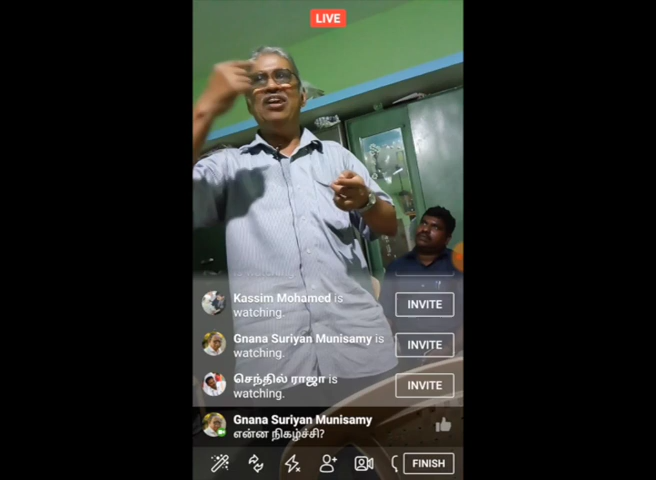 LIVE
Kassim Mohamed is
watching.
INVITE
Gnana Suriyan Munisamy is
watching.
INVITE
செந்தில் ராஜா is
watching.
INVITE
Gnana Suriyan Munisamy
என்ன நிகழ்ச்சி?
FINISH